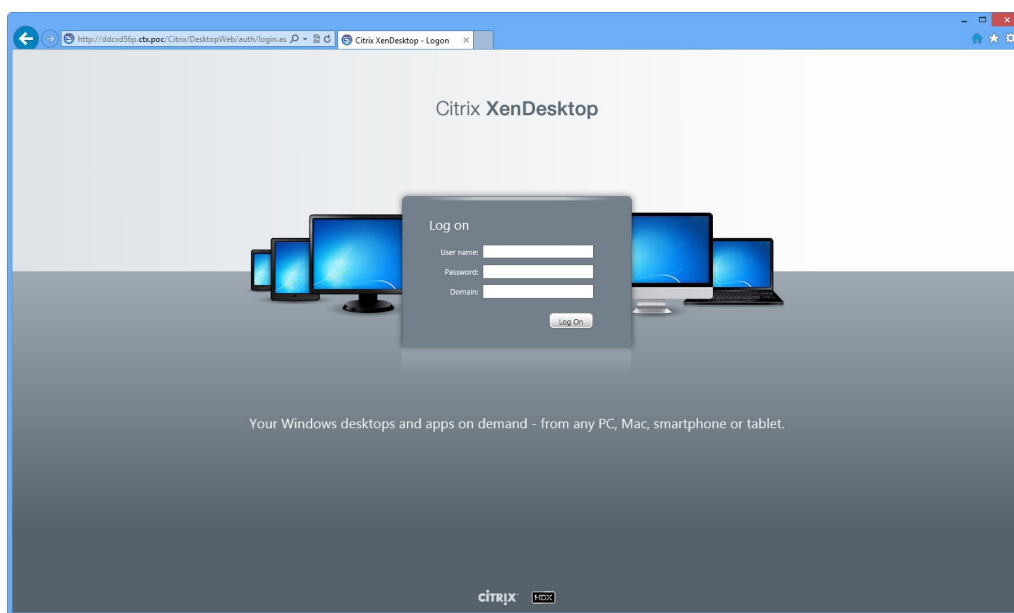 http://ddcxd56p.ctx.poc/Citrix/DesktopWeb/auth/login.as
Citrix XenDesktop - Logon
Citrix XenDesktop
Log on
User name:
Password:
Domain:
Log On
Your Windows desktops and apps on demand - from any PC, Mac, smartphone or tablet.
CITRIX HDX